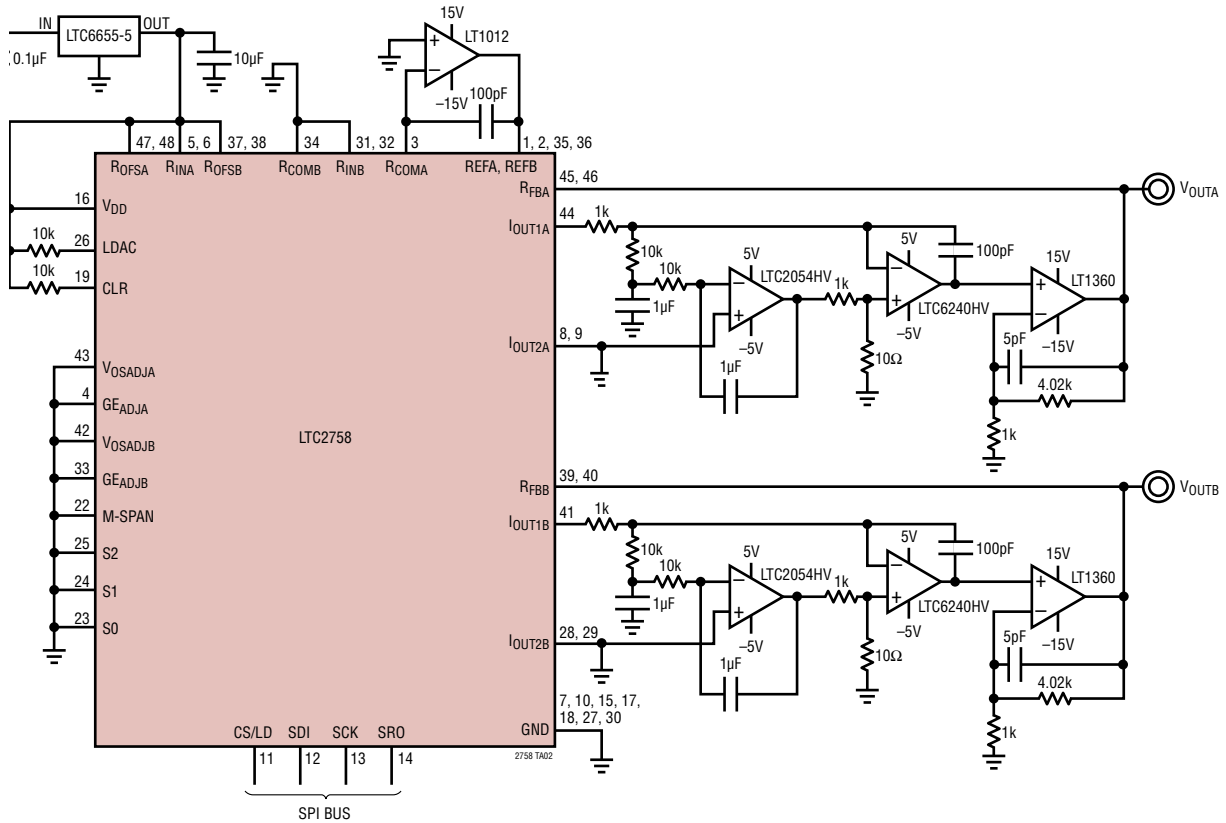 IN LTC6655-5 OUT
0.1µF
10µF
15V
+
LT1012
−
−15V
100pF
47, 48 5, 6 37, 38 34 31, 32 3 1, 2, 35, 36
ROFSA RINA ROFSB RCOMB RINB RCOMA REFA, REFB
16 VDD
10k
26 LDAC
10k
19 CLR
43 VOSADJA
4 GEADJA
42 VOSADJB
33 GEADJB
22 M-SPAN
25 S2
24 S1
23 S0
LTC2758
RFBA 45, 46
VOUTA
IOUT1A 44 1k
10k
10k
1µF
5V
−
+
LTC2054HV
−5V
1µF
1k
10Ω
5V
−
+
LTC6240HV
−5V
100pF
15V
+
−
LT1360
−15V
5pF
4.02k
1k
IOUT2A 8, 9
RFBB 39, 40
VOUTB
IOUT1B 41 1k
10k
10k
1µF
5V
−
+
LTC2054HV
−5V
1µF
1k
10Ω
5V
−
+
LTC6240HV
−5V
100pF
15V
+
−
LT1360
−15V
5pF
4.02k
1k
IOUT2B 28, 29
GND 7, 10, 15, 17,
18, 27, 30
2758 TA02
CS/LD SDI SCK SRO
11 12 13 14
SPI BUS